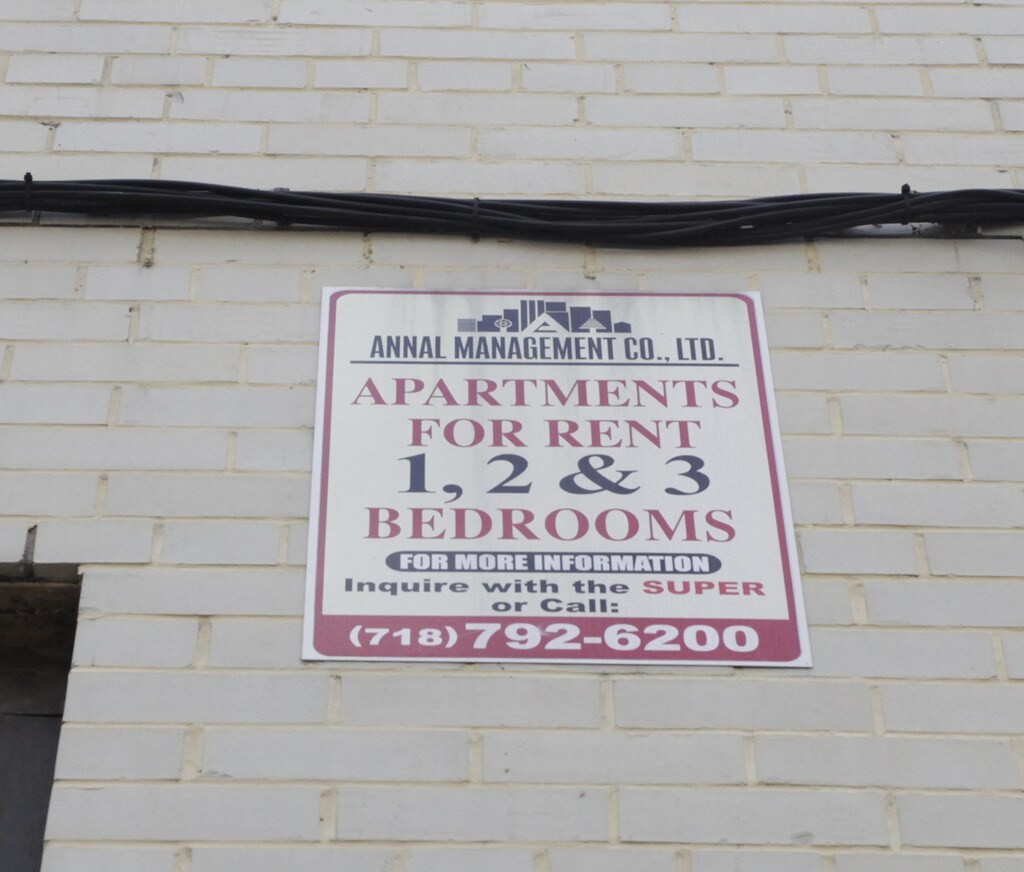 ANNAL MANAGEMENT CO., LTD.
APARTMENTS
FOR RENT
1, 2 & 3
BEDROOMS
FOR MORE INFORMATION
Inquire with the SUPER
or Call:
(718) 792-6200